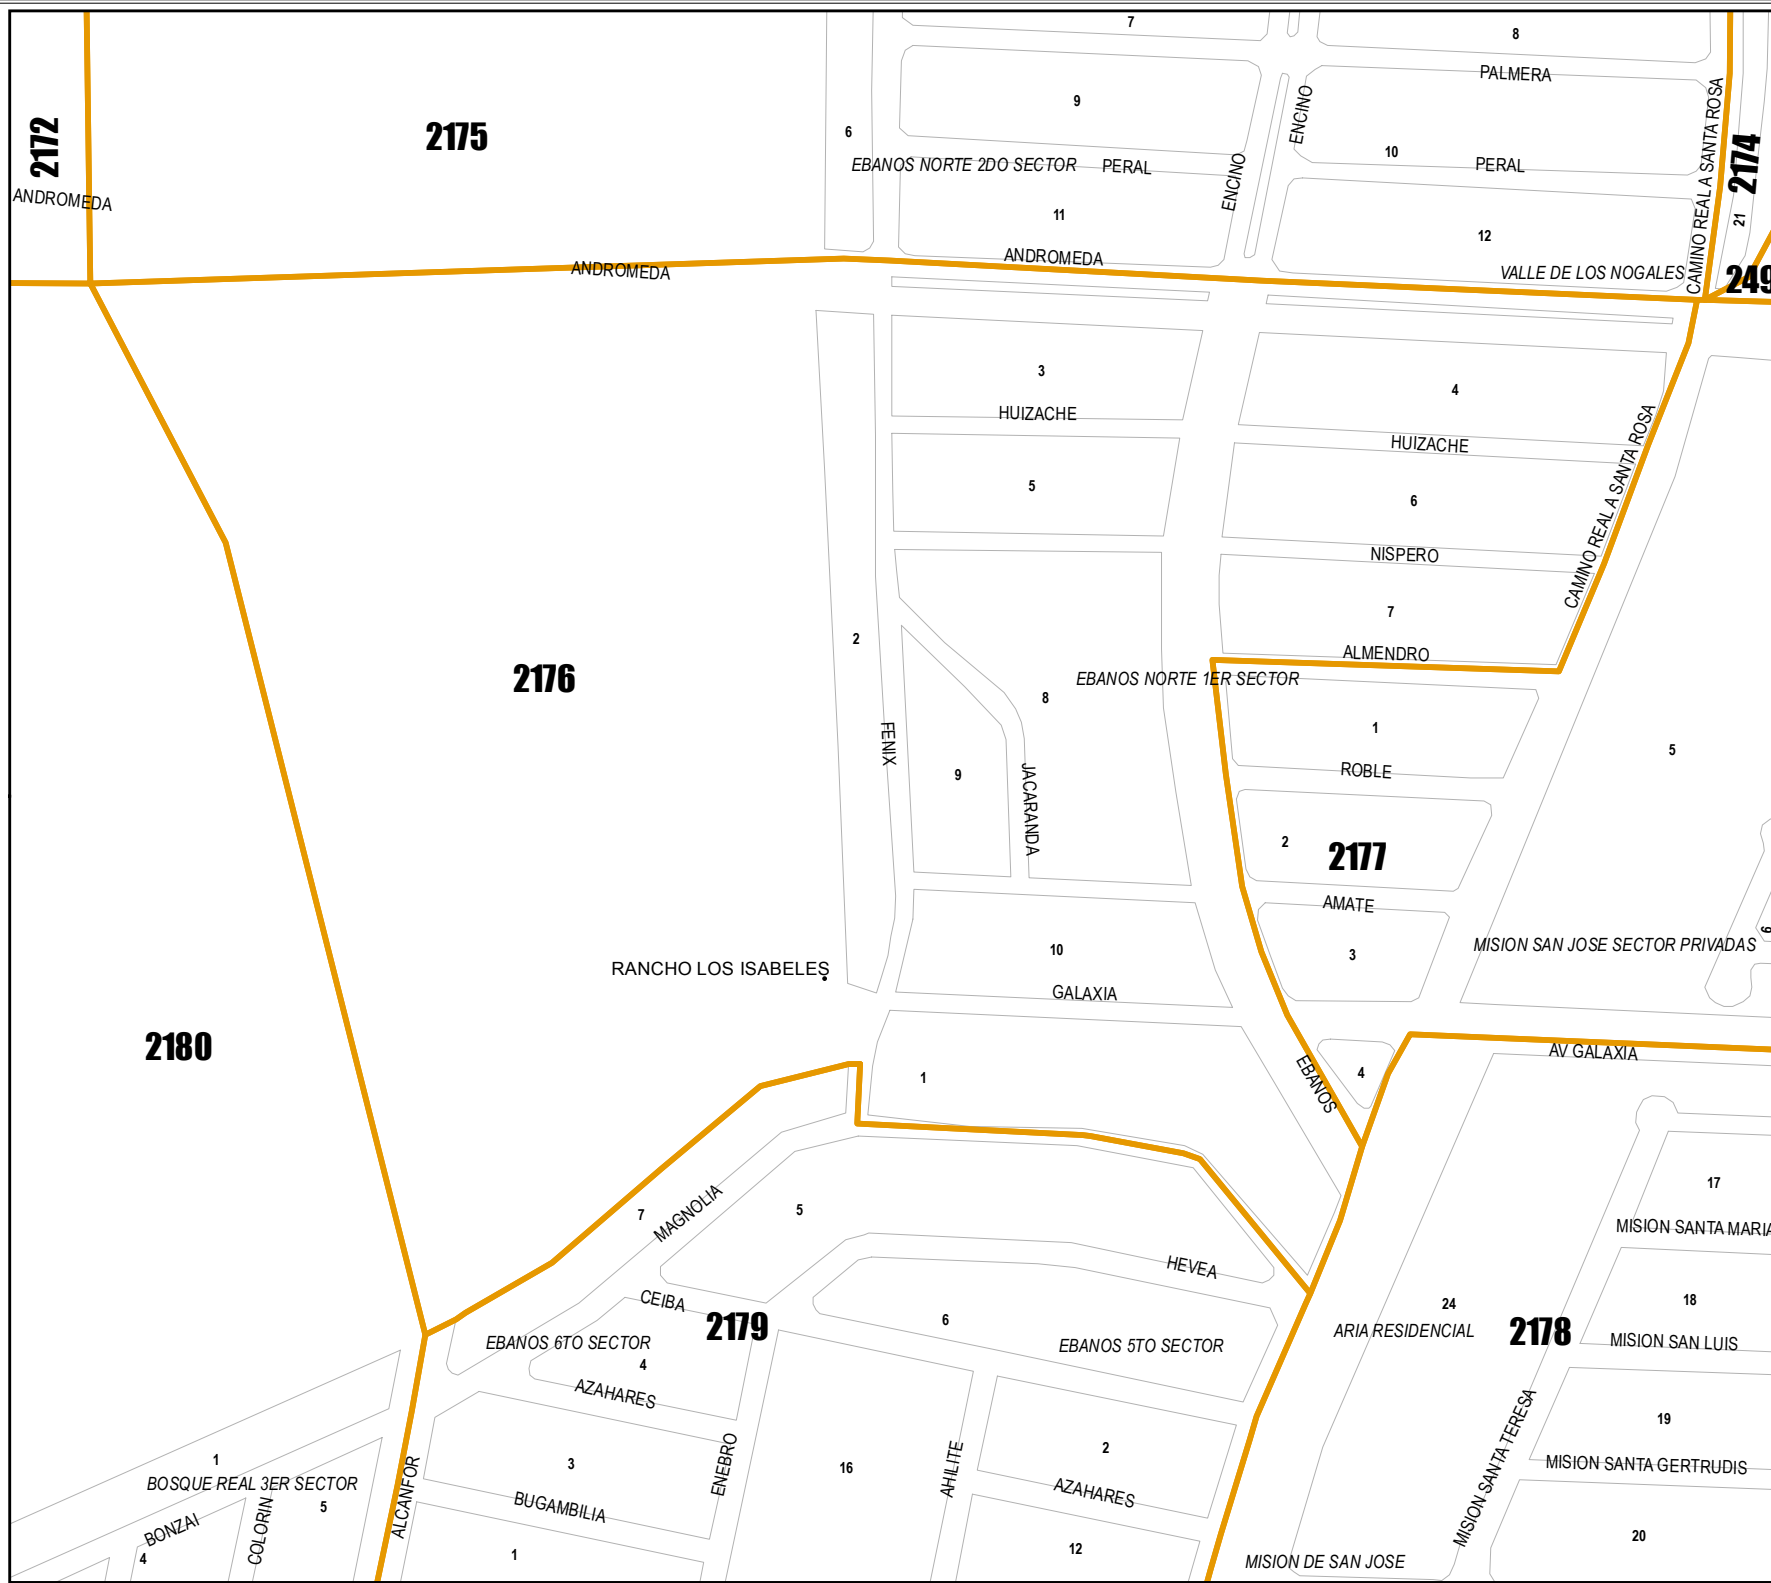 7
8
PALMERA
9
ENCINO
ENCINO
CAMINO REAL A SANTA ROSA
2172
2175
6
10
2174
EBANOS NORTE 2DO SECTOR
PERAL
PERAL
ANDROMEDA
11
12
21
ANDROMEDA
ANDROMEDA
VALLE DE LOS NOGALES
249
3
4
HUIZACHE
HUIZACHE
CAMINO REAL A SANTA ROSA
5
6
NISPERO
7
2
ALMENDRO
2176
EBANOS NORTE 1ER SECTOR
8
1
FENIX
5
9
JACARANDA
ROBLE
2
2177
AMATE
10
3
MISION SAN JOSE SECTOR PRIVADAS
6
RANCHO LOS ISABELES
GALAXIA
2180
AV GALAXIA
1
EBANOS
4
17
7
MAGNOLIA
5
MISION SANTA MARIA
HEVEA
CEIBA
6
24
18
2179
ARIA RESIDENCIAL
2178
MISION SAN LUIS
EBANOS 6TO SECTOR
EBANOS 5TO SECTOR
4
AZAHARES
MISION SANTA TERESA
19
1
3
ENEBRO
16
AHILITE
2
MISION SANTA GERTRUDIS
BOSQUE REAL 3ER SECTOR
ALCANFOR
5
BUGAMBILIA
AZAHARES
BONZAI
COLORIN
4
1
12
MISION DE SAN JOSE
20